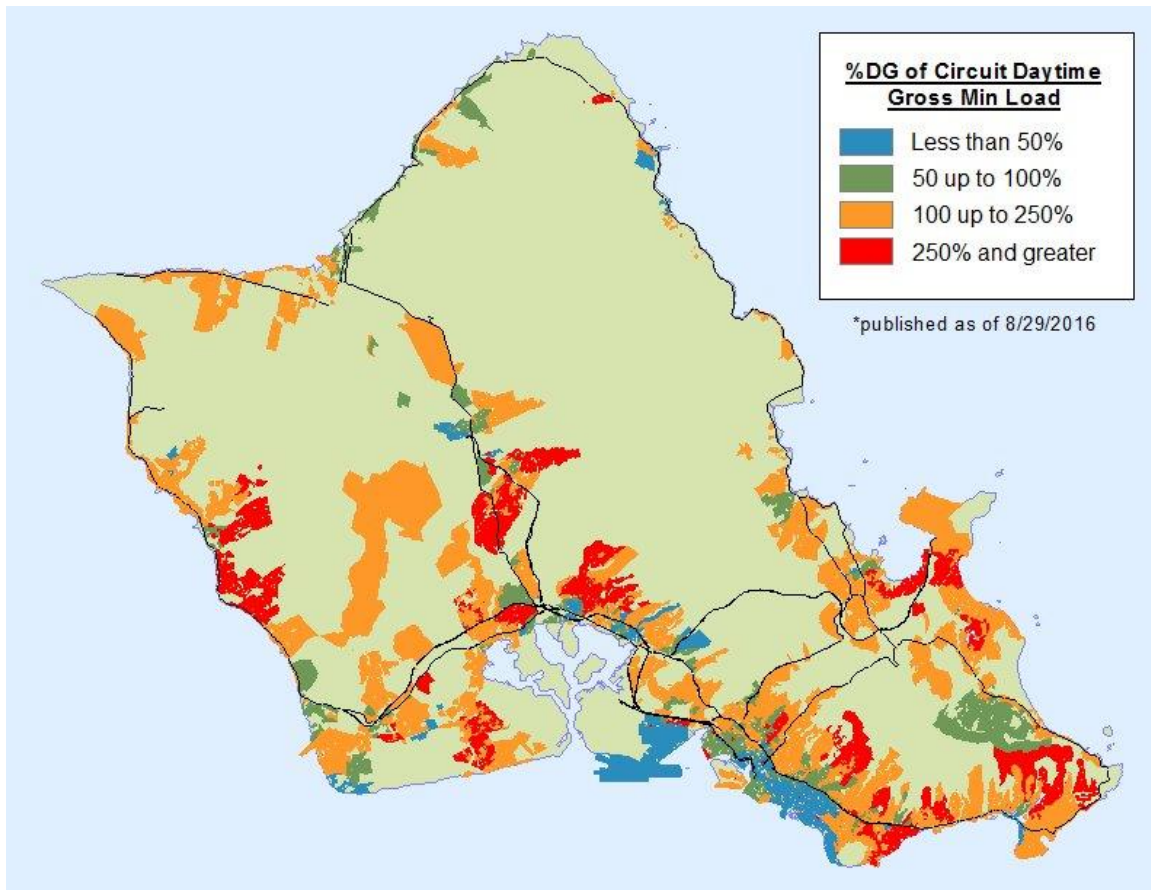 %DG of Circuit Daytime
Gross Min Load
Less than 50%
50 up to 100%
100 up to 250%
250% and greater
*published as of 8/29/2016